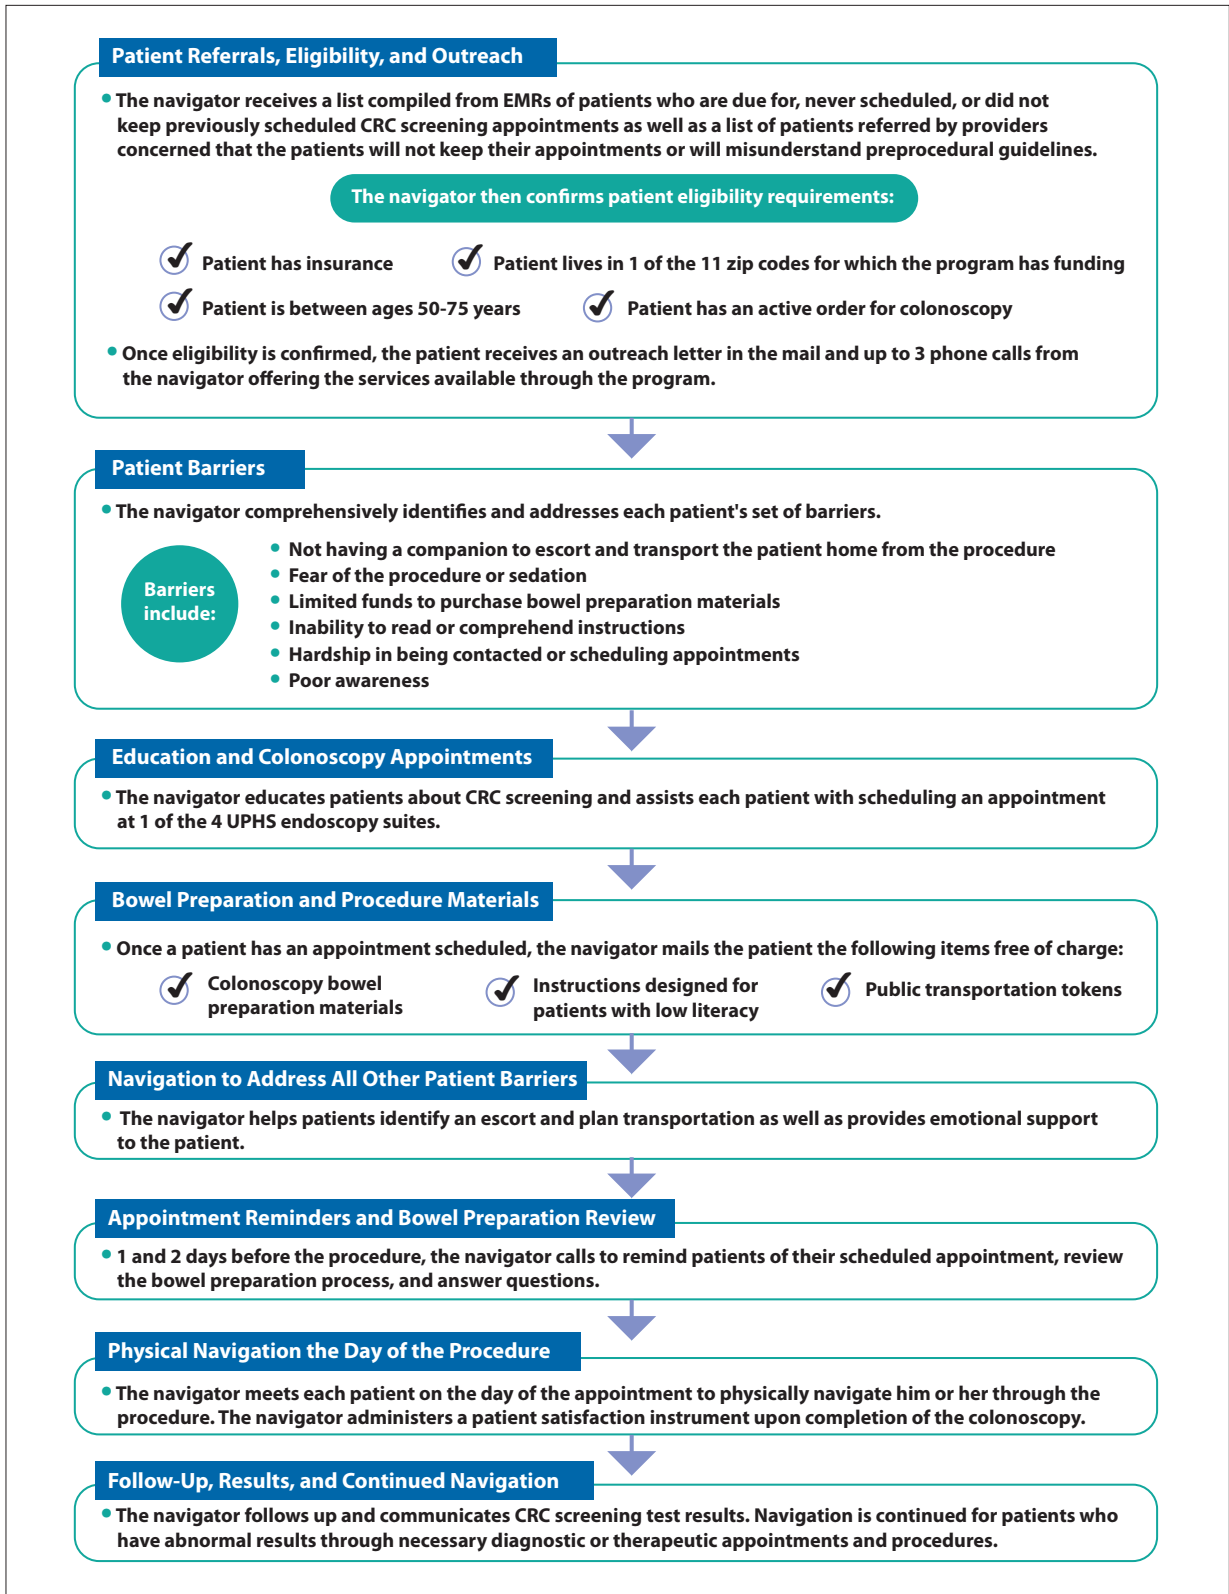 Patient Referrals, Eligibility, and Outreach
• The navigator receives a list compiled from EMRs of patients who are due for, never scheduled, or did not
keep previously scheduled CRC screening appointments as well as a list of patients referred by providers
concerned that the patients will not keep their appointments or will misunderstand preprocedural guidelines.
The navigator then confirms patient eligibility requirements:
✔ Patient has insurance
✔ Patient lives in 1 of the 11 zip codes for which the program has funding
✔ Patient is between ages 50-75 years
✔ Patient has an active order for colonoscopy
• Once eligibility is confirmed, the patient receives an outreach letter in the mail and up to 3 phone calls from
the navigator offering the services available through the program.
Patient Barriers
• The navigator comprehensively identifies and addresses each patient's set of barriers.
Barriers
include:
• Not having a companion to escort and transport the patient home from the procedure
• Fear of the procedure or sedation
• Limited funds to purchase bowel preparation materials
• Inability to read or comprehend instructions
• Hardship in being contacted or scheduling appointments
• Poor awareness
Education and Colonoscopy Appointments
• The navigator educates patients about CRC screening and assists each patient with scheduling an appointment
at 1 of the 4 UPHS endoscopy suites.
Bowel Preparation and Procedure Materials
• Once a patient has an appointment scheduled, the navigator mails the patient the following items free of charge:
✔ Colonoscopy bowel
preparation materials
✔ Instructions designed for
patients with low literacy
✔ Public transportation tokens
Navigation to Address All Other Patient Barriers
• The navigator helps patients identify an escort and plan transportation as well as provides emotional support
to the patient.
Appointment Reminders and Bowel Preparation Review
• 1 and 2 days before the procedure, the navigator calls to remind patients of their scheduled appointment, review
the bowel preparation process, and answer questions.
Physical Navigation the Day of the Procedure
• The navigator meets each patient on the day of the appointment to physically navigate him or her through the
procedure. The navigator administers a patient satisfaction instrument upon completion of the colonoscopy.
Follow-Up, Results, and Continued Navigation
• The navigator follows up and communicates CRC screening test results. Navigation is continued for patients who
have abnormal results through necessary diagnostic or therapeutic appointments and procedures.